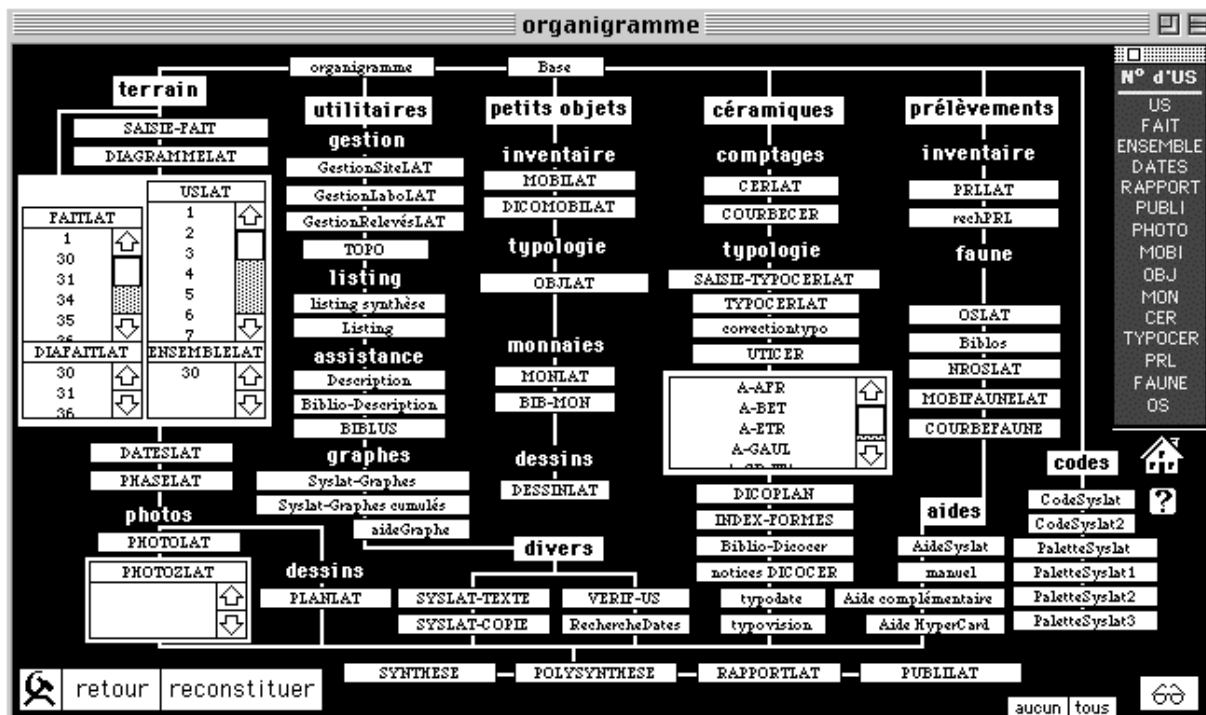 organigramme
organigramme
Base
terrain
SAISIE-FAIT
DIAGRAMMELAT
FAITLAT
1
30
31
34
35
USLAT
1
2
3
4
5
6
7
DIAFAITLAT
30
31
36
ENSEMBLELAT
30
DATESLAT
PHASELAT
photos
PHOTOLAT
PHOTOZLAT
dessins
PLANLAT
utilitaires
gestion
GestionSiteLAT
GestionLaboLAT
GestionRelevésLAT
TOPO
listing
listing synthèse
Listing
assistance
Description
Biblio-Description
BIBLUS
graphes
Syslat-Graphes
Syslat-Graphes cumulés
aideGraphe
petits objets
inventaire
MOBILAT
DICOMOBILAT
typologie
OBJLAT
monnaies
MONLAT
BIB-MON
dessins
DESSINLAT
divers
SYSLAT-TEXTE
VERIF-US
SYSLAT-COPIE
RechercheDates
céramiques
comptages
CERLAT
COURBECER
typologie
SAISIE-TYPOCERLAT
TYPOCERLAT
correctiontypo
UTICER
A-AFR
A-BET
A-ETR
A-GAUL
DICOPLAN
INDEX-FORMES
Biblio-Dicocer
notices DICOCER
typodate
typovision
prélèvements
inventaire
PRLLAT
rechPRL
faune
OSLAT
Biblos
NROSLAT
MOBIFAUNELAT
COURBEFAUNE
aides
AideSyslat
manuel
Aide complémentaire
Aide HyperCard
codes
CodeSyslat
CodeSyslat2
PaletteSyslat
PaletteSyslat1
PaletteSyslat2
PaletteSyslat3
N° d'US
US
FAIT
ENSEMBLE
DATES
RAPPORT
PUBLI
PHOTO
MOBI
OBJ
MON
CER
TYPOCER
PRL
FAUNE
OS
?
SYNTHESE
POLYSYNTHESE
RAPPORTLAT
PUBLILAT
retour
reconstituer
aucun
tous